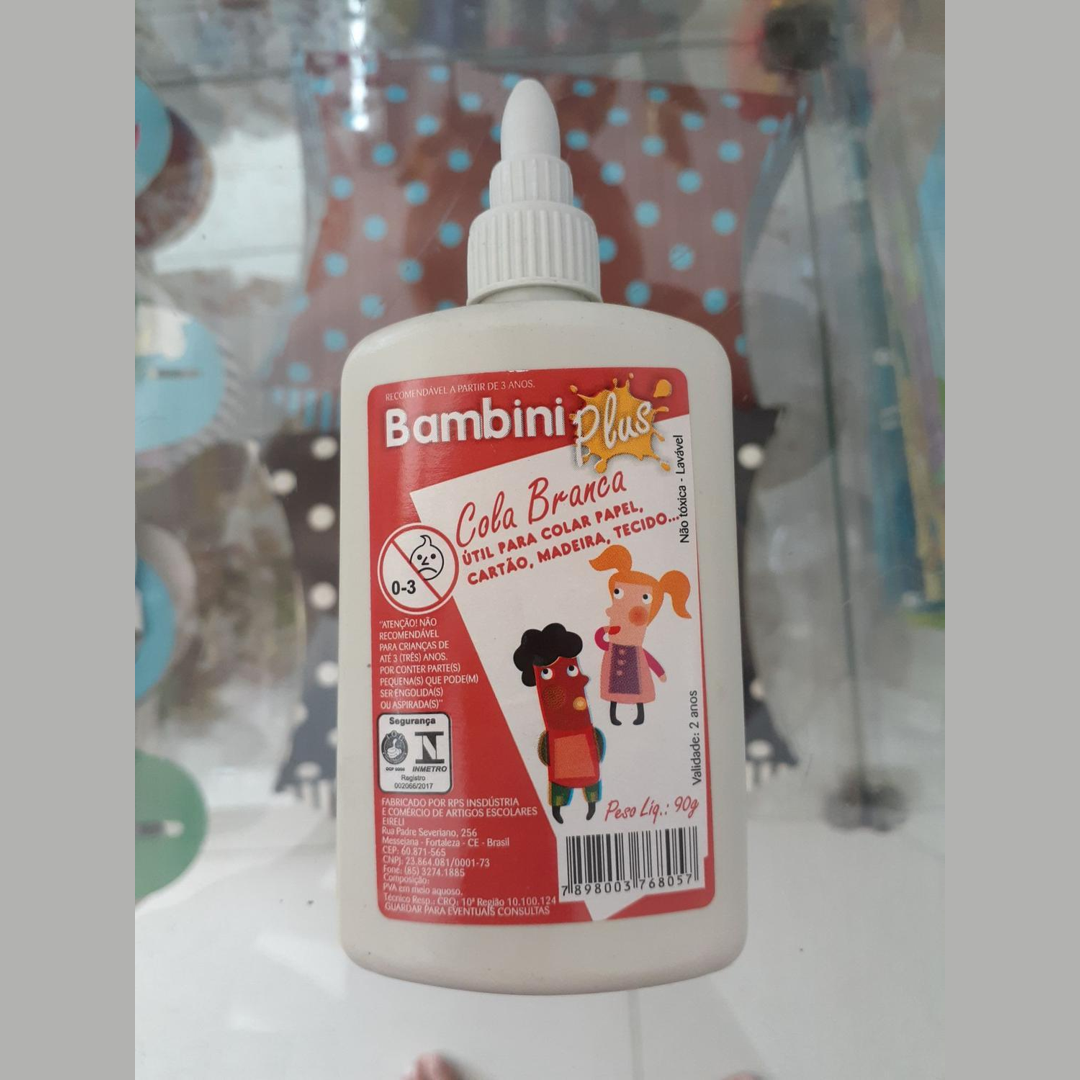 RECOMENDÁVEL A PARTIR DE 3 ANOS.
Bambini Plus
Cola Branca
ÚTIL PARA COLAR PAPEL,
CARTÃO, MADEIRA, TECIDO...
Não tóxica - Lavável
0-3
"ATENÇÃO! NÃO
RECOMENDÁVEL
PARA CRIANÇAS DE
ATÉ 3 (TRÊS) ANOS.
POR CONTER PARTE(S)
PEQUENA(S) QUE PODE(M)
SER ENGOLIDA(S)
OU ASPIRADA(S)"
Segurança
INMETRO
Registro
002066/2017
Validade: 2 anos
Peso Líq.: 90g
FABRICADO POR RPS INSDÚSTRIA
E COMÉRCIO DE ARTIGOS ESCOLARES
EIRELI
Rua Padre Severiano, 256
Messejana - Fortaleza - CE - Brasil
CEP: 60.871-565
CNPJ: 23.864.081/0001-73
Fone: (85) 3274.1885
Composição:
PVA em meio aquoso.
Técnico Resp.: CRQ: 10ª Região 10.100.124
GUARDAR PARA EVENTUAIS CONSULTAS
7 898003 768057